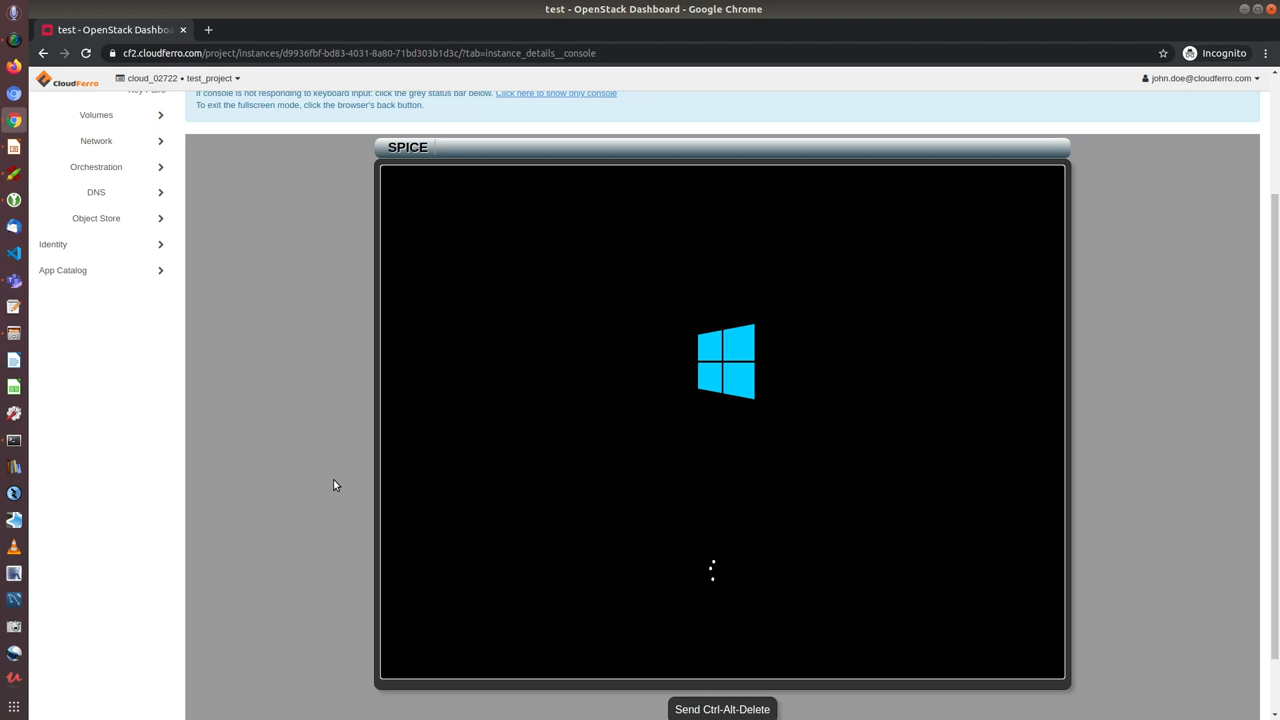 test - OpenStack Dashboard - Google Chrome
test - OpenStack Dashboa
cf2.cloudferro.com/project/instances/d9936fbf-bd83-4031-8a80-71bd303b1d3c/?tab=instance_details__console
Incognito
CloudFerro
cloud_02722 • test_project
john.doe@cloudferro.com
If console is not responding to keyboard input: click the grey status bar below. Click here to show only console
To exit the fullscreen mode, click the browser's back button.
Key Pairs
Volumes
Network
Orchestration
DNS
Object Store
Identity
App Catalog
SPICE
Send Ctrl-Alt-Delete